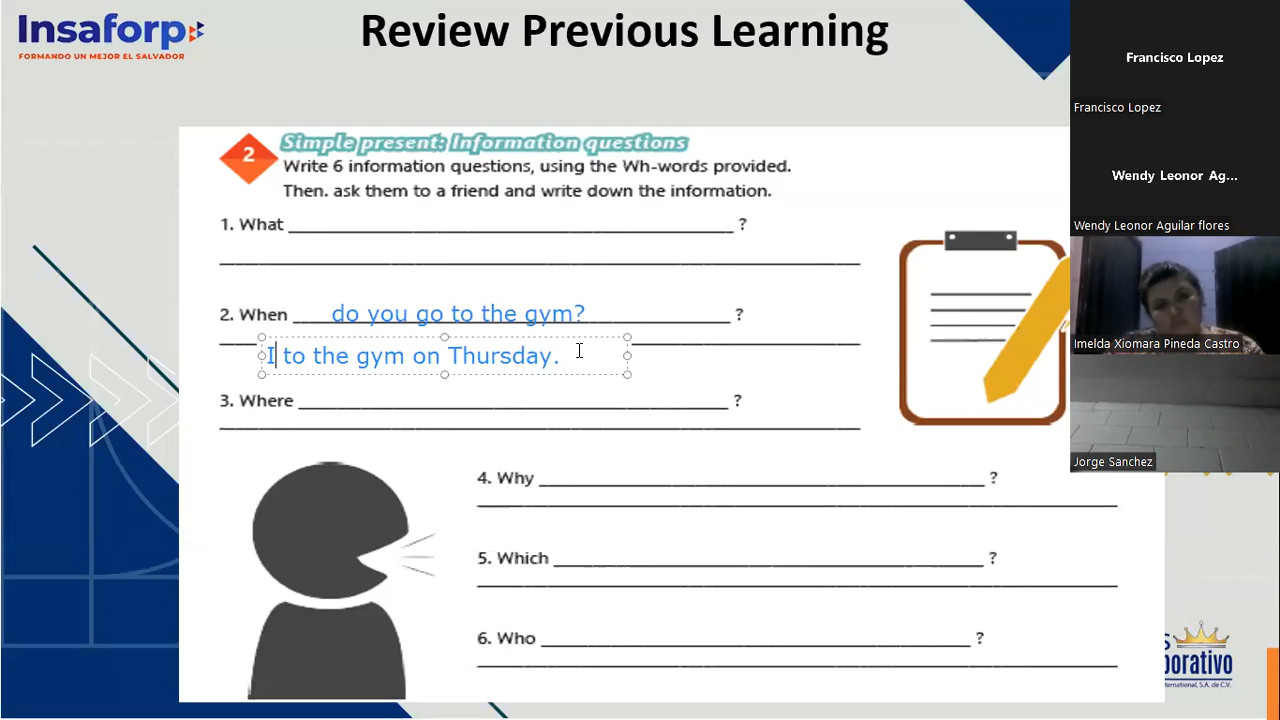 Insaforp
FORMANDO UN MEJOR EL SALVADOR
Review Previous Learning
Francisco Lopez
Francisco Lopez
Wendy Leonor Ag...
Wendy Leonor Aguilar flores
Imelda Xiomara Pineda Castro
Jorge Sanchez
2
Simple present: Information questions
Write 6 information questions, using the Wh-words provided.
Then. ask them to a friend and write down the information.
1. What ?
2. When do you go to the gym? ?
I to the gym on Thursday.
3. Where ?
4. Why ?
5. Which ?
6. Who ?
International, S.A. de C.V.